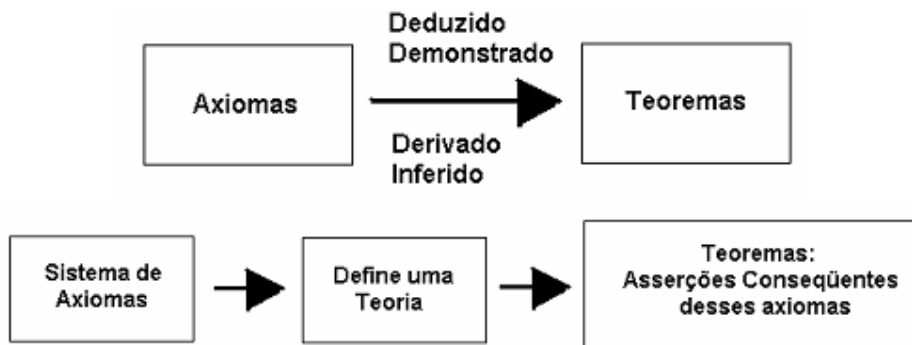 Deduzido
Demonstrado
Axiomas
Teoremas
Derivado
Inferido
Sistema de
Axiomas
Define uma
Teoria
Teoremas:
Asserções Conseqüentes
desses axiomas